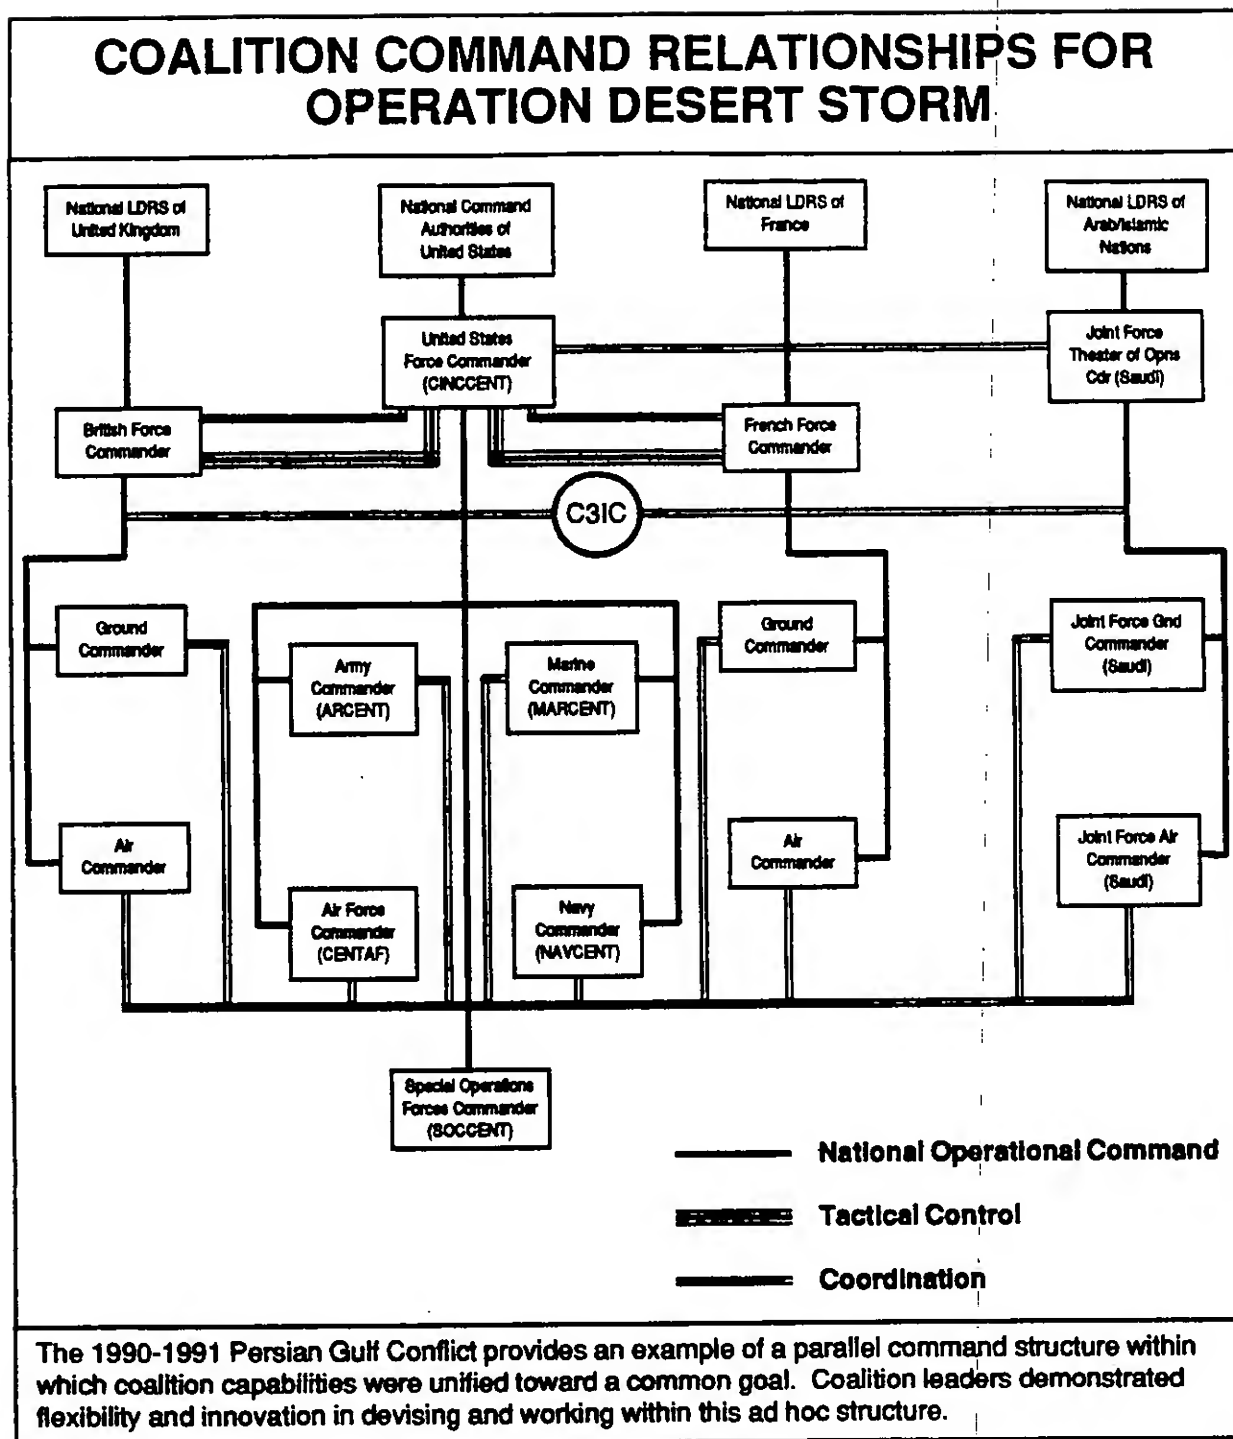 COALITION COMMAND RELATIONSHIPS FOR
OPERATION DESERT STORM
National LDRS of
United Kingdom
National Command
Authorities of
United States
National LDRS of
France
National LDRS of
Arab/Islamic
Nations
United States
Force Commander
(CINCCENT)
Joint Force
Theater of Opns
Cdr (Saudi)
British Force
Commander
French Force
Commander
C3IC
Ground
Commander
Army
Commander
(ARCENT)
Marine
Commander
(MARCENT)
Ground
Commander
Joint Force Gnd
Commander
(Saudi)
Air
Commander
Air Force
Commander
(CENTAF)
Navy
Commander
(NAVCENT)
Air
Commander
Joint Force Air
Commander
(Saudi)
Special Operations
Forces Commander
(SOCCENT)
National Operational Command
Tactical Control
Coordination
The 1990-1991 Persian Gulf Conflict provides an example of a parallel command structure within
which coalition capabilities were unified toward a common goal. Coalition leaders demonstrated
flexibility and innovation in devising and working within this ad hoc structure.